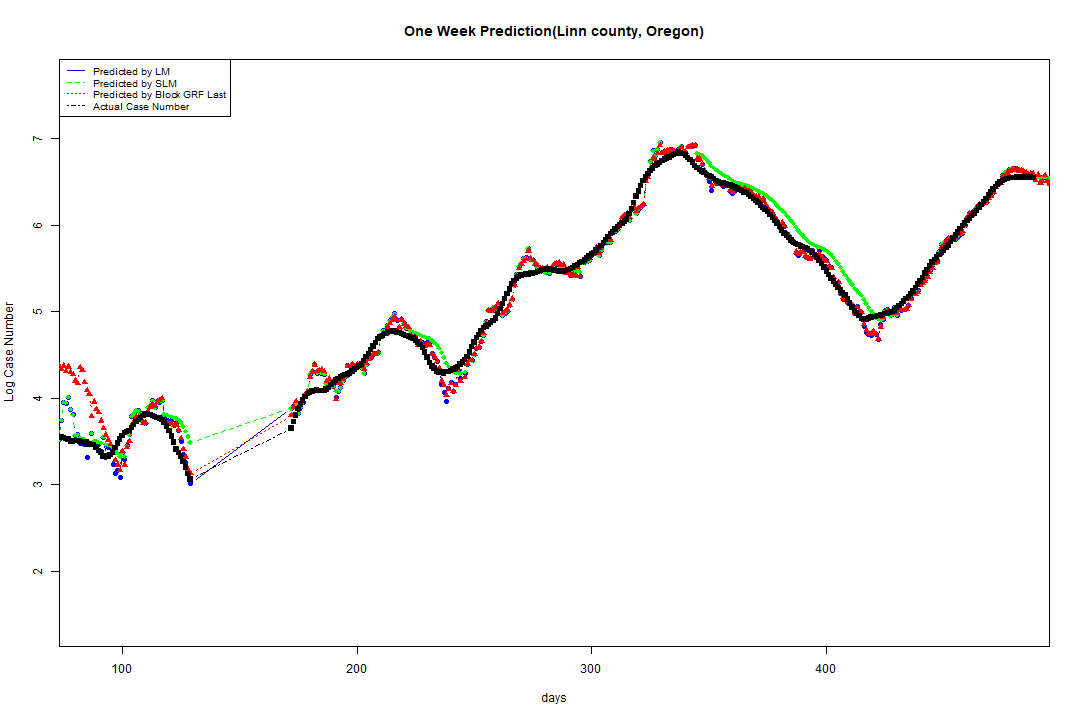 One Week Prediction(Linn county, Oregon)
Predicted by LM
Predicted by SLM
Predicted by Block GRF Last
Actual Case Number
7
6
5
4
3
2
Log Case Number
100 200 300 400
days